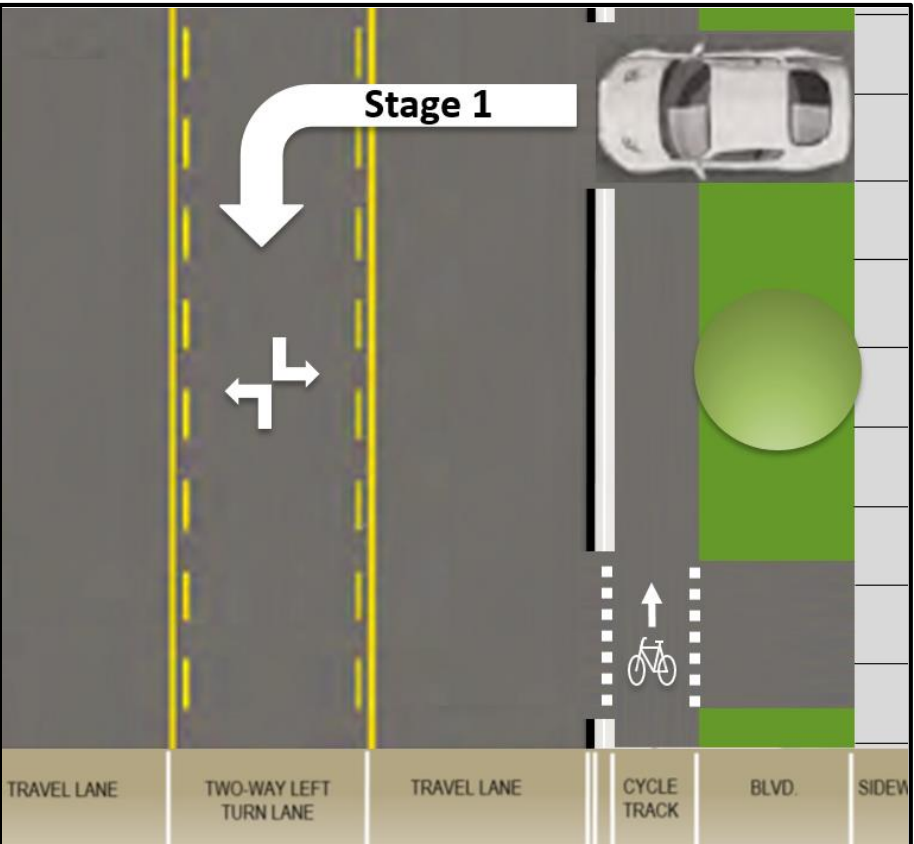 Stage 1
TRAVEL LANE
TWO-WAY LEFT
TURN LANE
TRAVEL LANE
CYCLE
TRACK
BLVD.
SIDEW